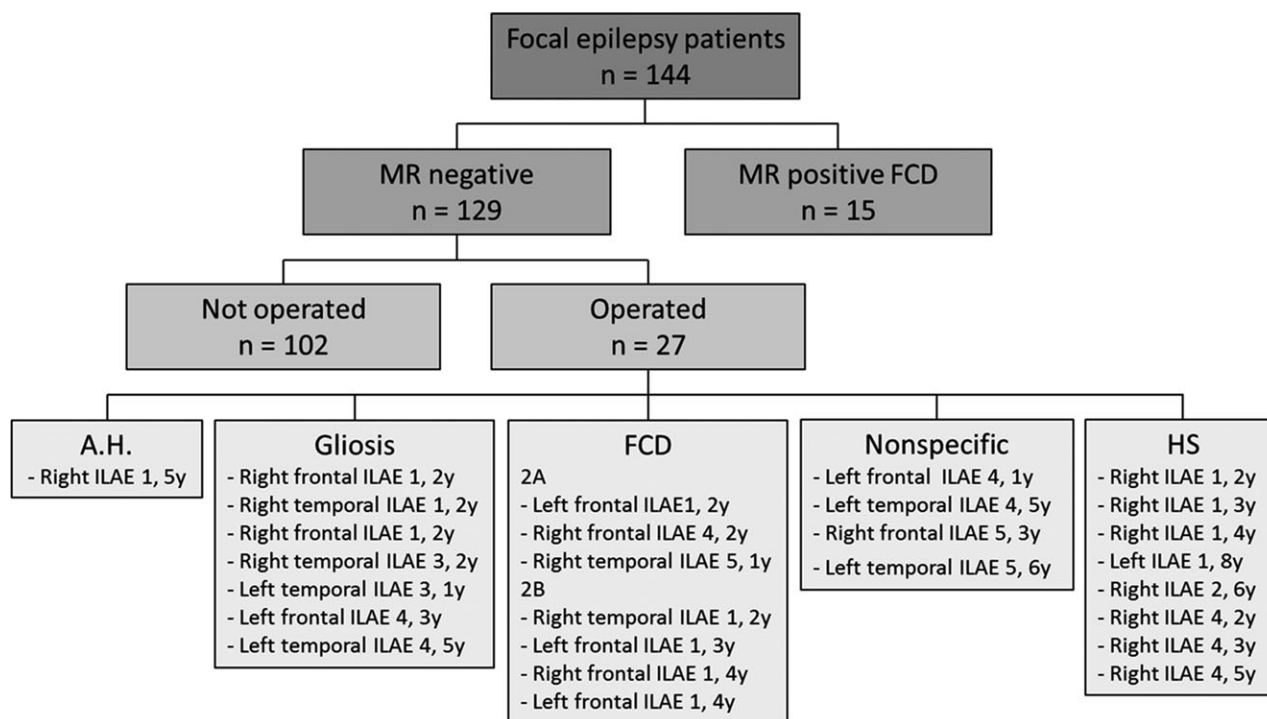 Focal epilepsy patients
n = 144
MR negative
n = 129
MR positive FCD
n = 15
Not operated
n = 102
Operated
n = 27
A.H.
- Right ILAE 1, 5y
Gliosis
- Right frontal ILAE 1, 2y
- Right temporal ILAE 1, 2y
- Right frontal ILAE 1, 2y
- Right temporal ILAE 3, 2y
- Left temporal ILAE 3, 1y
- Left frontal ILAE 4, 3y
- Left temporal ILAE 4, 5y
FCD
2A
- Left frontal ILAE1, 2y
- Right frontal ILAE 4, 2y
- Right temporal ILAE 5, 1y
2B
- Right temporal ILAE 1, 2y
- Left frontal ILAE 1, 3y
- Right frontal ILAE 1, 4y
- Left frontal ILAE 1, 4y
Nonspecific
- Left frontal ILAE 4, 1y
- Left temporal ILAE 4, 5y
- Right frontal ILAE 5, 3y
- Left temporal ILAE 5, 6y
HS
- Right ILAE 1, 2y
- Right ILAE 1, 3y
- Right ILAE 1, 4y
- Left ILAE 1, 8y
- Right ILAE 2, 6y
- Right ILAE 4, 2y
- Right ILAE 4, 3y
- Right ILAE 4, 5y